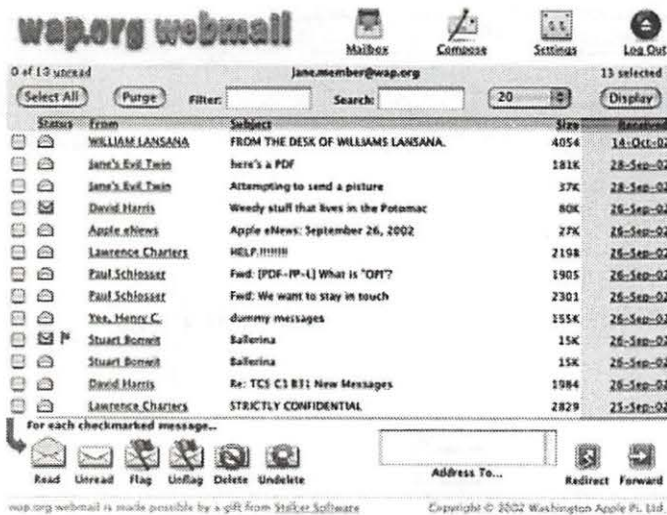 wap.org webmail
Mailbox Compose Settings Log Out
0 of 13 unread jane.member@wap.org 13 selected
Select All Purge Filter: Search: 20 Display
Status From Subject Size Received
WILLIAM LANSANA FROM THE DESK OF WILLIAMS LANSANA. 4054 14-Oct-02
Jane's Evil Twin here's a PDF 181K 28-Sep-02
Jane's Evil Twin Attempting to send a picture 37K 28-Sep-02
David Harris Weedy stuff that lives in the Potomac 80K 26-Sep-02
Apple eNews Apple eNews: September 26, 2002 27K 26-Sep-02
Lawrence Charters HELP.!!!!!!!! 2198 26-Sep-02
Paul Schlosser Fwd: [PDF-PP-L] What is "OPI"? 1905 26-Sep-02
Paul Schlosser Fwd: We want to stay in touch 2301 26-Sep-02
Yee, Henry C. dummy messages 155K 26-Sep-02
Stuart Bonwit Ballerina 15K 26-Sep-02
Stuart Bonwit Ballerina 15K 26-Sep-02
David Harris Re: TCS C3 B31 New Messages 1984 26-Sep-02
Lawrence Charters STRICTLY CONFIDENTIAL 2829 25-Sep-02
For each checkmarked message...
Read Unread Flag Unflag Delete Undelete Address To... Redirect Forward
wap.org webmail is made possible by a gift from Stalker Software Copyright © 2002 Washington Apple Pi, Ltd.